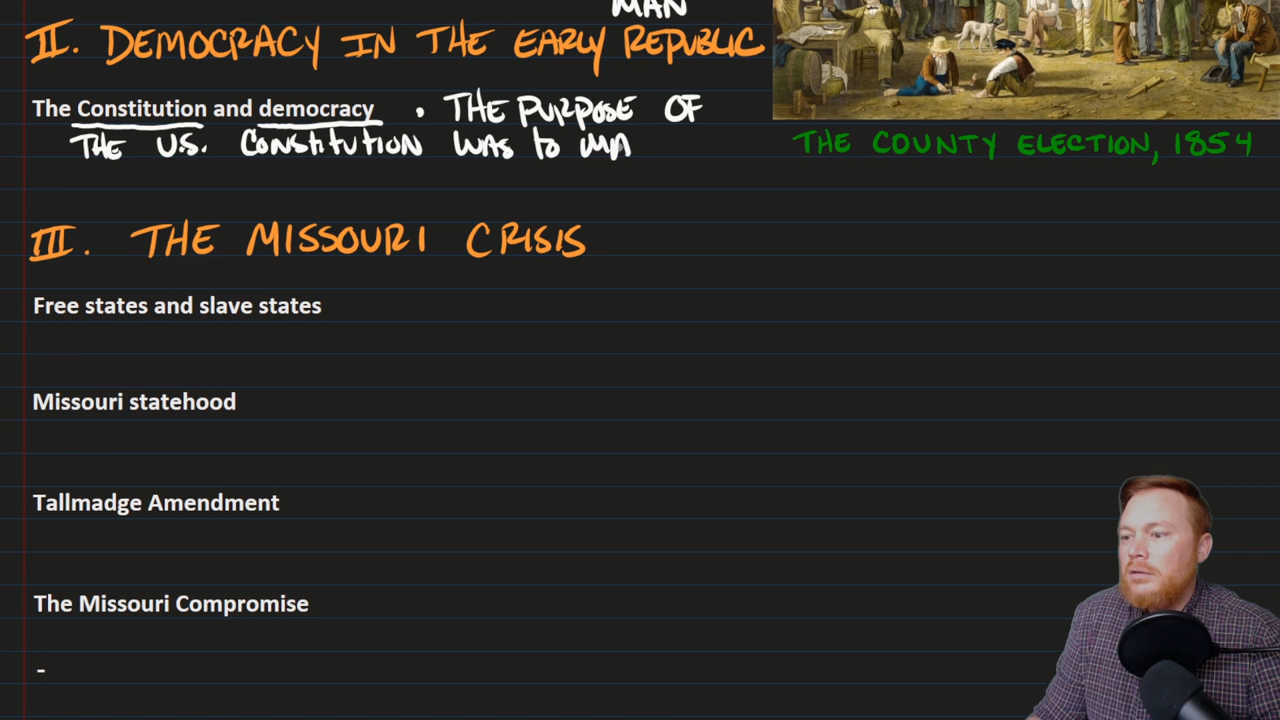 MAN
II. DEMOCRACY IN THE EARLY REPUBLIC
The Constitution and democracy • THE PURPOSE OF
THE US. CONSTITUTION WAS TO MA
THE COUNTY ELECTION, 1854
III. THE MISSOURI CRISIS
Free states and slave states
Missouri statehood
Tallmadge Amendment
The Missouri Compromise
-